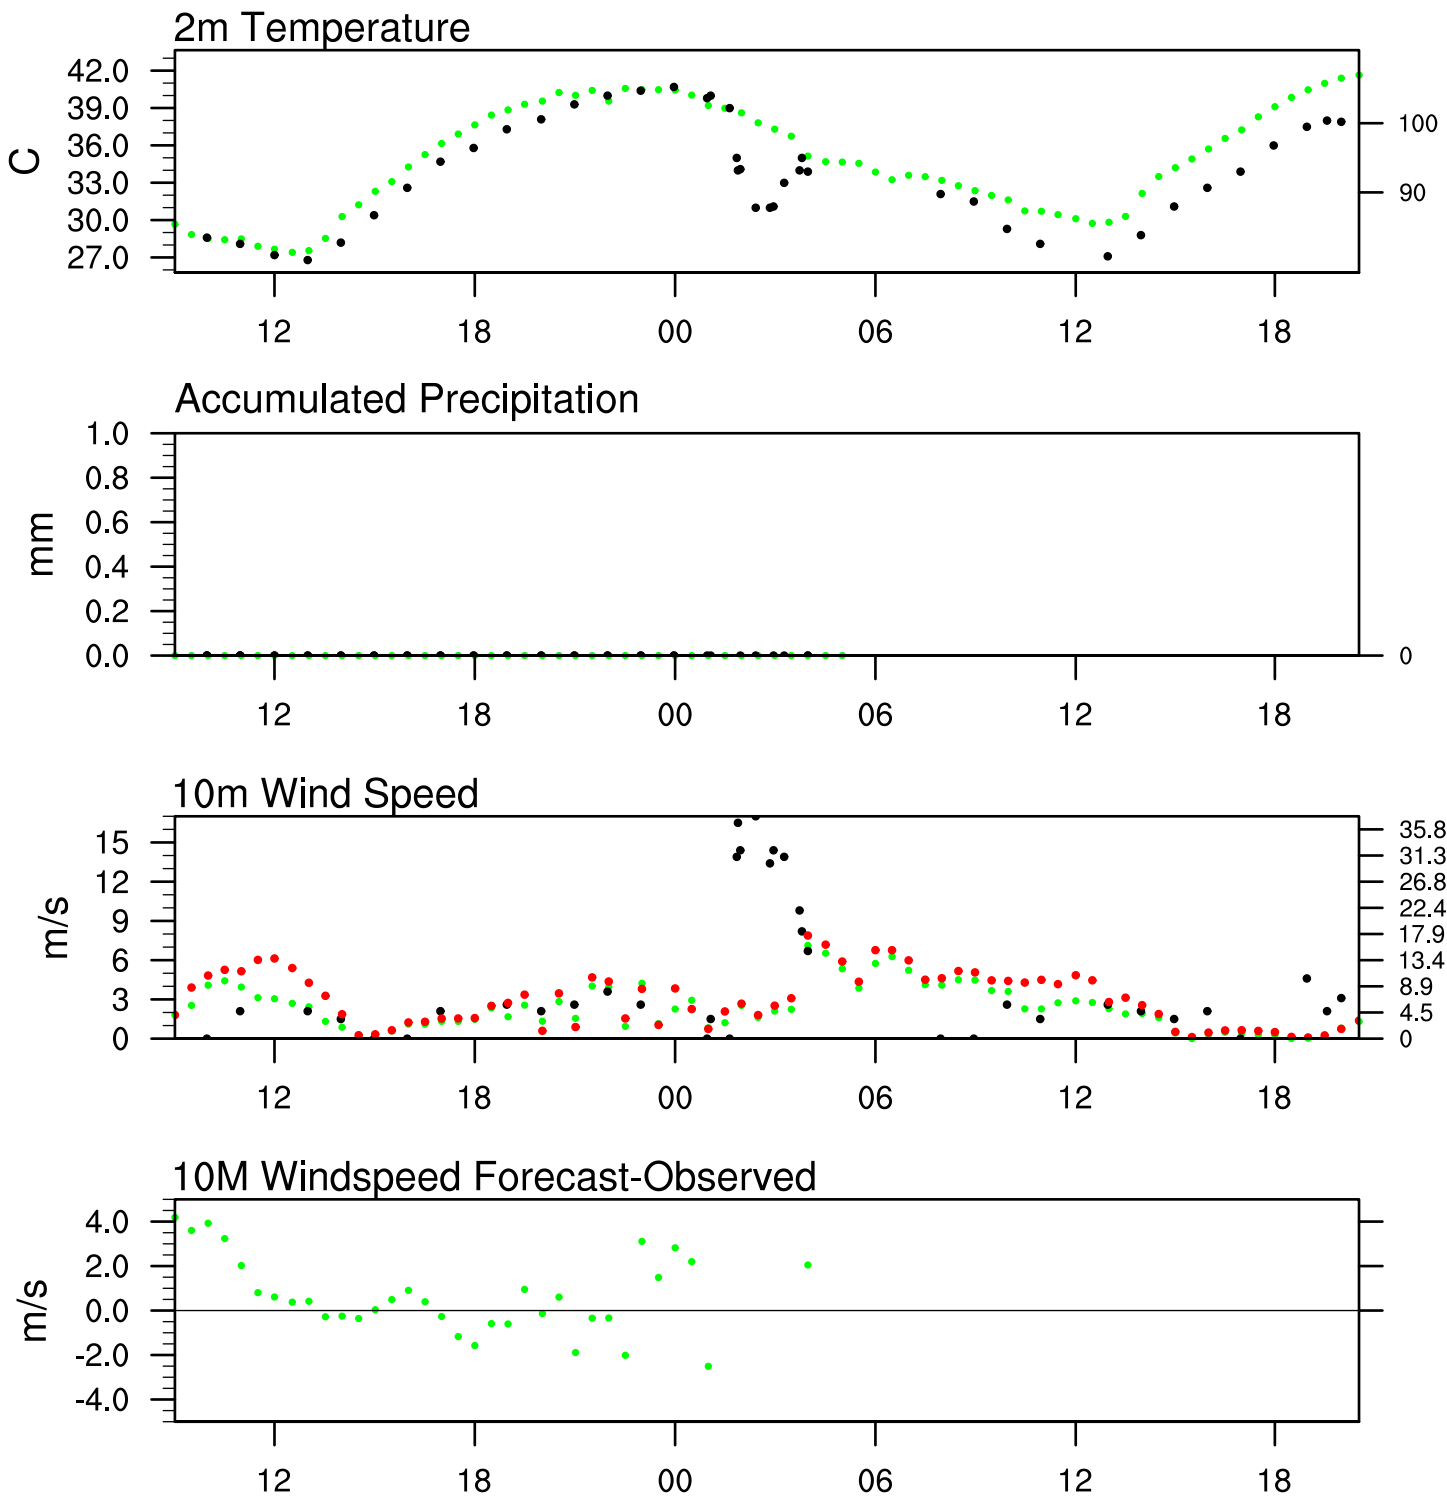 2m Temperature
42.0
39.0
36.0
33.0
30.0
27.0
C
100
90
12 18 00 06 12 18
Accumulated Precipitation
1.0
0.8
0.6
0.4
0.2
0.0
mm
0
12 18 00 06 12 18
10m Wind Speed
15
12
9
6
3
0
m/s
35.8
31.3
26.8
22.4
17.9
13.4
8.9
4.5
0
12 18 00 06 12 18
10M Windspeed Forecast-Observed
4.0
2.0
0.0
-2.0
-4.0
m/s
12 18 00 06 12 18